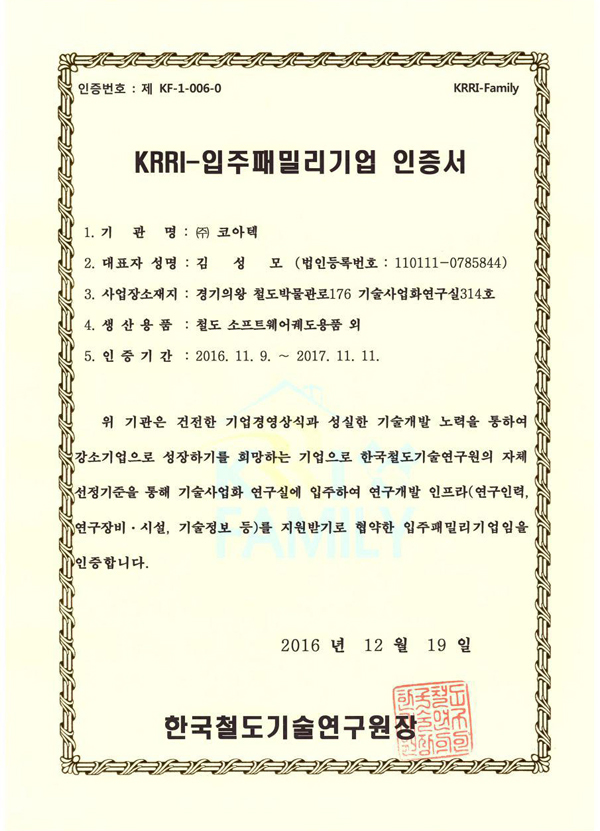 인증번호 : 제 KF-1-006-0
KRRI-Family
KRRI-입주패밀리기업 인증서
1. 기 관 명 : ㈜ 코아텍
2. 대표자 성명 : 김 성 모 (법인등록번호 : 110111-0785844)
3. 사업장소재지 : 경기의왕 철도박물관로176 기술사업화연구실314호
4. 생 산 용 품 : 철도 소프트웨어궤도용품 외
5. 인 증 기 간 : 2016. 11. 9. ~ 2017. 11. 11.
위 기관은 건전한 기업경영상식과 성실한 기술개발 노력을 통하여
강소기업으로 성장하기를 희망하는 기업으로 한국철도기술연구원의 자체
선정기준을 통해 기술사업화 연구실에 입주하여 연구개발 인프라(연구인력,
연구장비·시설, 기술정보 등)를 지원받기로 협약한 입주패밀리기업임을
인증합니다.
FAMILY
2016 년 12 월 19 일
한국철도기술연구원장